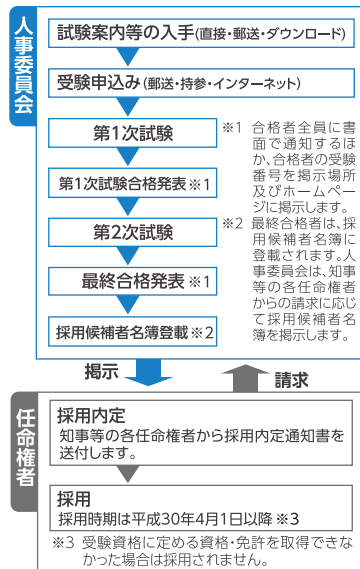 人事委員会
試験案内等の入手(直接・郵送・ダウンロード)
受験申込み(郵送・持参・インターネット)
第1次試験
第1次試験合格発表※1
第2次試験
最終合格発表※1
採用候補者名簿登載※2
※1 合格者全員に書
面で通知するほ
か、合格者の受験
番号を掲示場所
及びホームペー
ジに掲示します。
※2 最終合格者は、採
用候補者名簿に
登載されます。人
事委員会は、知事
等の各任命権者
からの請求に応じ
て採用候補者名
簿を掲示します。
掲示
請求
任命権者
採用内定
知事等の各任命権者から採用内定通知書を
送付します。
採用
採用時期は平成30年4月1日以降※3
※3 受験資格に定める資格・免許を取得できな
かった場合は採用されません。